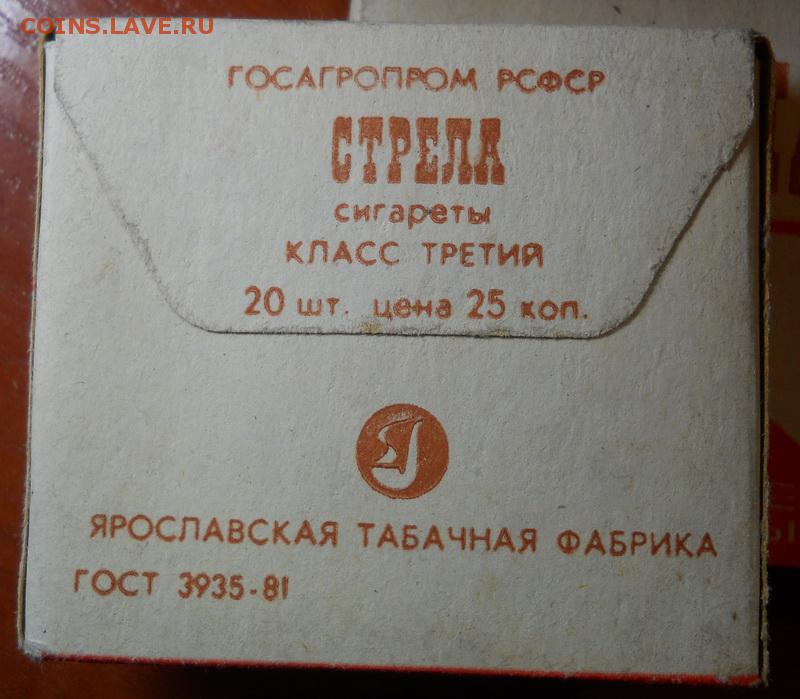 COINS.LAVE.RU
ГОСАГРОПРОМ РСФСР
СТРЕЛА
сигареты
КЛАСС ТРЕТИЙ
20 шт. цена 25 коп.
ЯРОСЛАВСКАЯ ТАБАЧНАЯ ФАБРИКА
ГОСТ 3935-81